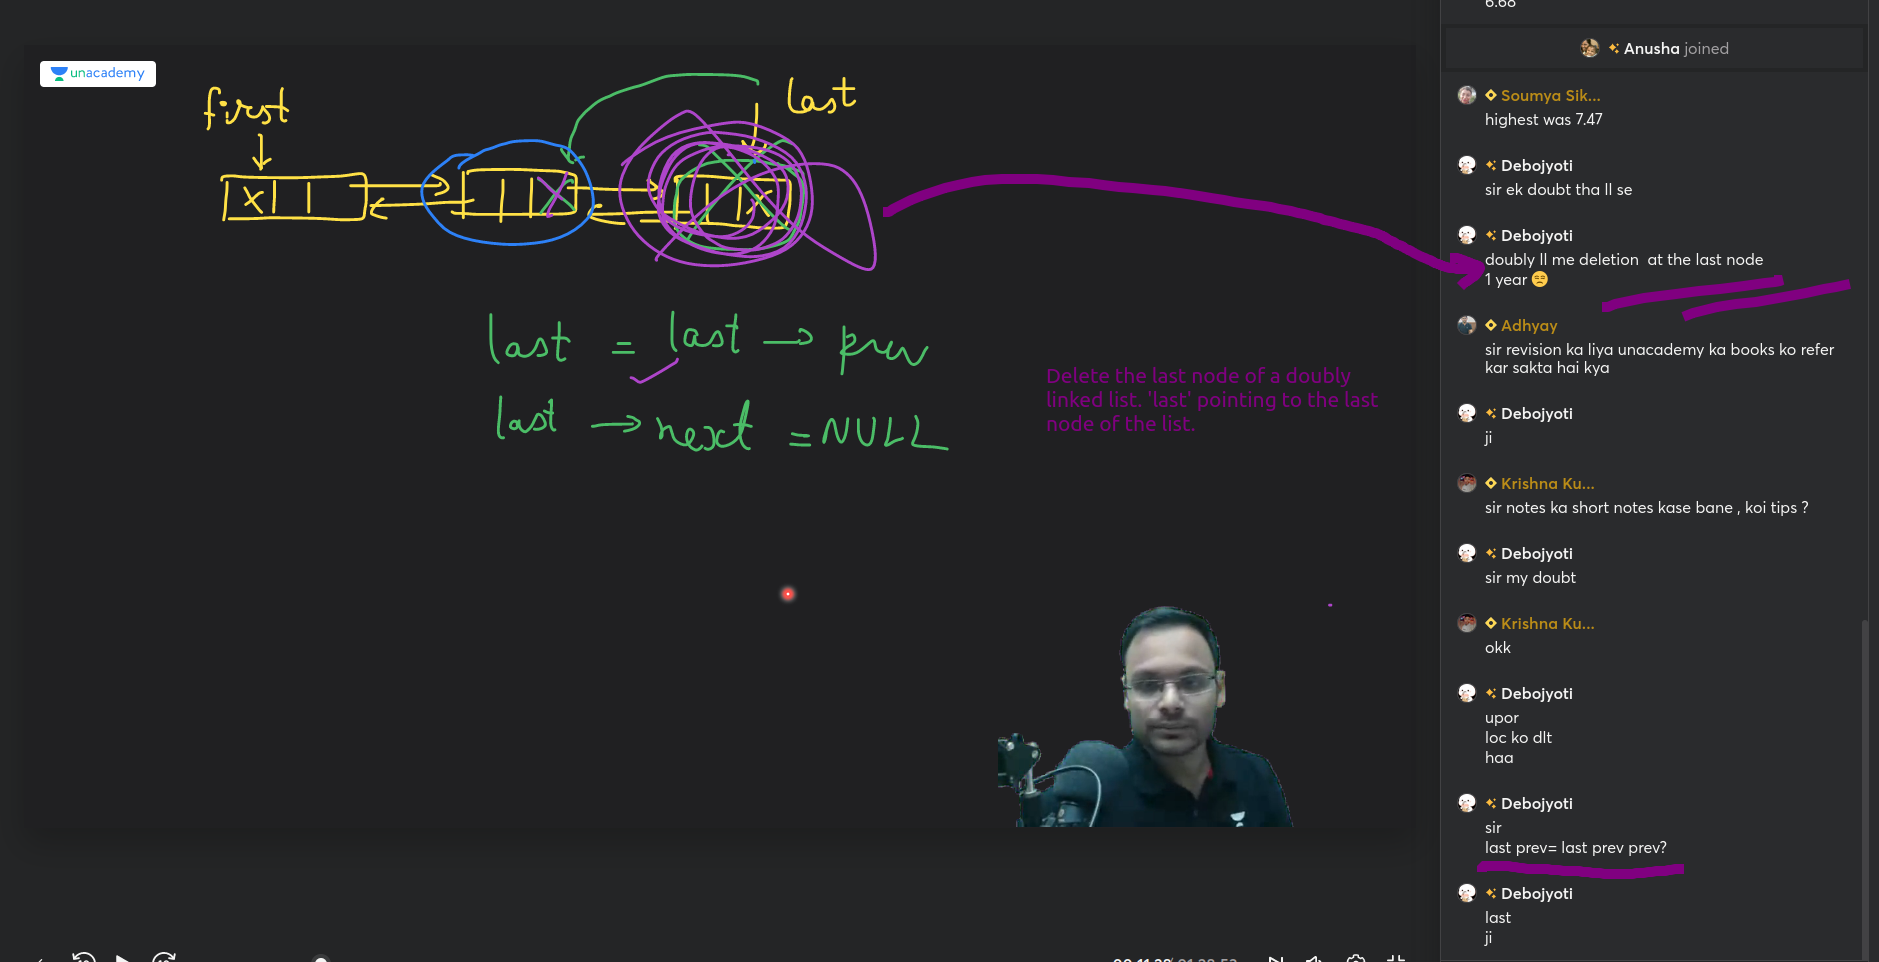 unacademy
first
last
X
X
X
last = last → prev
last → next = NULL
Delete the last node of a doubly
linked list. 'last' pointing to the last
node of the list.
6.68
Anusha joined
Soumya Sik...
highest was 7.47
Debojyoti
sir ek doubt tha ll se
Debojyoti
doubly ll me deletion at the last node
1 year 😔
Adhyay
sir revision ka liya unacademy ka books ko refer
kar sakta hai kya
Debojyoti
ji
Krishna Ku...
sir notes ka short notes kase bane , koi tips ?
Debojyoti
sir my doubt
Krishna Ku...
okk
Debojyoti
upor
loc ko dlt
haa
Debojyoti
sir
last prev= last prev prev?
Debojyoti
last
ji